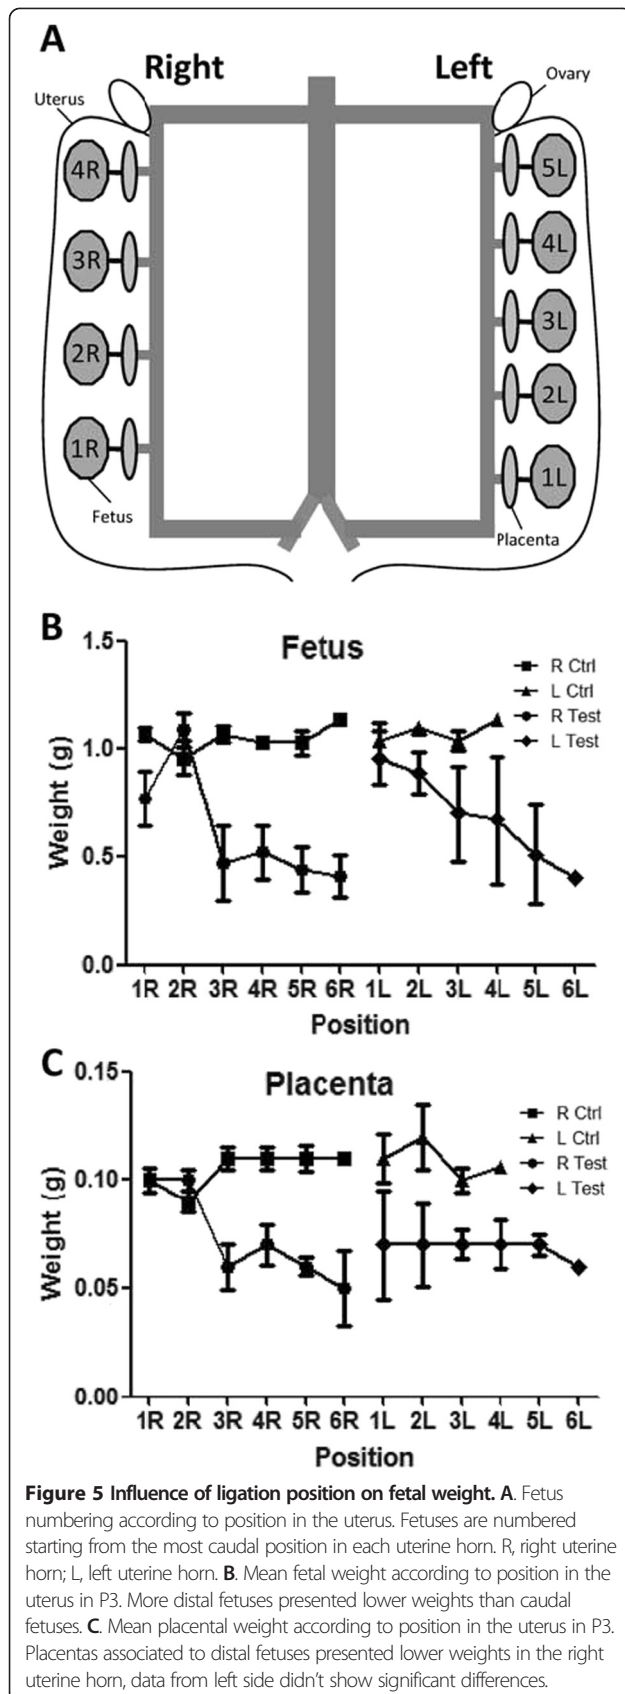 A
Right
Left
Ovary
Uterus
4R
5L
3R
4L
2R
3L
2L
1R
1L
Fetus
Placenta
B
Fetus
R Ctrl
L Ctrl
R Test
L Test
Weight (g)
1.5
1.0
0.5
0.0
1R 2R 3R 4R 5R 6R 1L 2L 3L 4L 5L 6L
Position
C
Placenta
R Ctrl
L Ctrl
R Test
L Test
Weight (g)
0.15
0.10
0.05
0.00
1R 2R 3R 4R 5R 6R 1L 2L 3L 4L 5L 6L
Position
Figure 5 Influence of ligation position on fetal weight. A. Fetus
numbering according to position in the uterus. Fetuses are numbered
starting from the most caudal position in each uterine horn. R, right uterine
horn; L, left uterine horn. B. Mean fetal weight according to position in the
uterus in P3. More distal fetuses presented lower weights than caudal
fetuses. C. Mean placental weight according to position in the uterus in P3.
Placentas associated to distal fetuses presented lower weights in the right
uterine horn, data from left side didn't show significant differences.